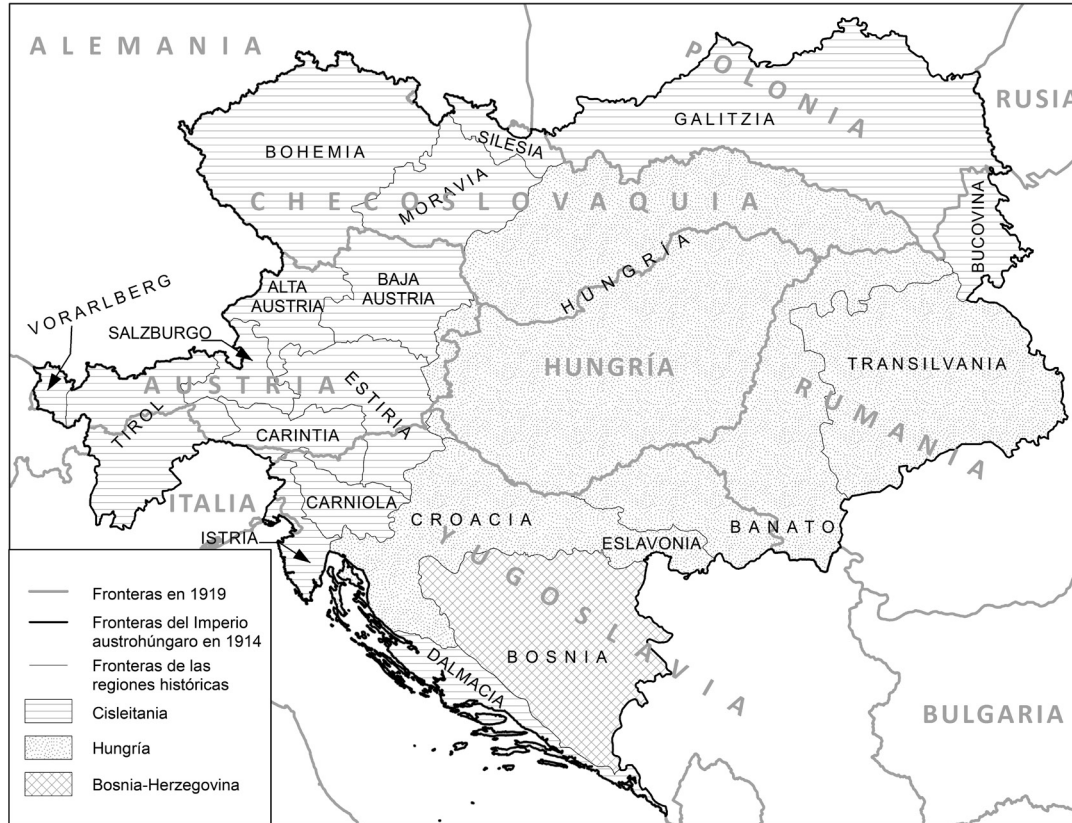 ALEMANIA
POLONIA
RUSIA
GALITZIA
SILESIA
BOHEMIA
MORAVIA
CHECOSLOVAQUIA
BUCOVINA
HUNGRÍA
ALTA
AUSTRIA
BAJA
AUSTRIA
VORARLBERG
SALZBURGO
HUNGRÍA
TRANSILVANIA
AUSTRIA
ESTIRIA
RUMANIA
TIROL
CARINTIA
ITALIA
CARNIOLA
CROACIA
BANATO
ISTRIA
ESLAVONIA
YUGOSLAVIA
BOSNIA
DALMACIA
BULGARIA
Fronteras en 1919
Fronteras del Imperio
austrohúngaro en 1914
Fronteras de las
regiones históricas
Cisleitania
Hungría
Bosnia-Herzegovina